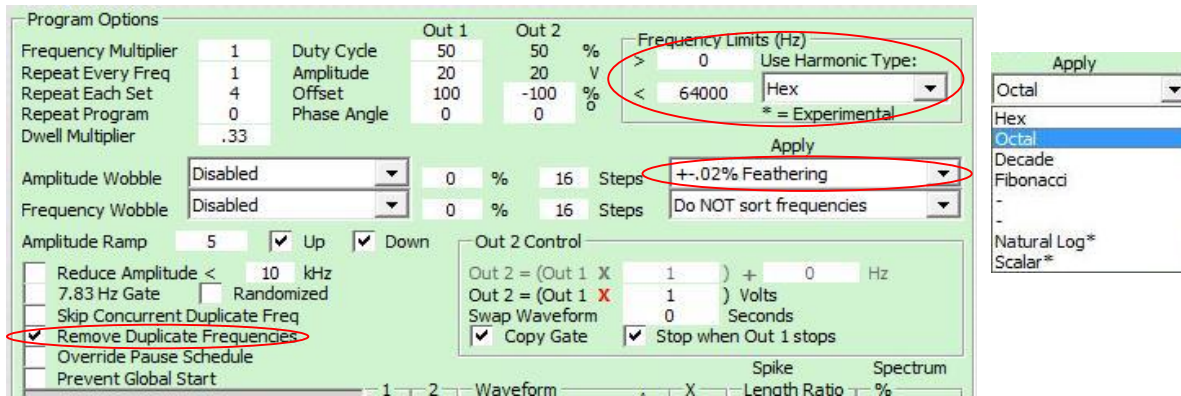 Program Options
Out 1 Out 2
Frequency Multiplier 1 Duty Cycle 50 50 %
Repeat Every Freq 1 Amplitude 20 20 V
Repeat Each Set 4 Offset 100 -100 %
Repeat Program 0 Phase Angle 0 0 º
Dwell Multiplier .33
Frequency Limits (Hz)
> 0 Use Harmonic Type:
< 64000 Hex
* = Experimental
Apply
Amplitude Wobble Disabled 0 % 16 Steps +-.02% Feathering
Frequency Wobble Disabled 0 % 16 Steps Do NOT sort frequencies
Amplitude Ramp 5 Up Down
Reduce Amplitude < 10 kHz
7.83 Hz Gate Randomized
Skip Concurrent Duplicate Freq
Remove Duplicate Frequencies
Override Pause Schedule
Prevent Global Start
Out 2 Control
Out 2 = (Out 1 X 1 ) + 0 Hz
Out 2 = (Out 1 X 1 ) Volts
Swap Waveform 0 Seconds
Copy Gate Stop when Out 1 stops
Spike Spectrum
1 2 Waveform X Length Ratio %
Apply
Octal
Hex
Octal
Decade
Fibonacci
-
-
Natural Log*
Scalar*